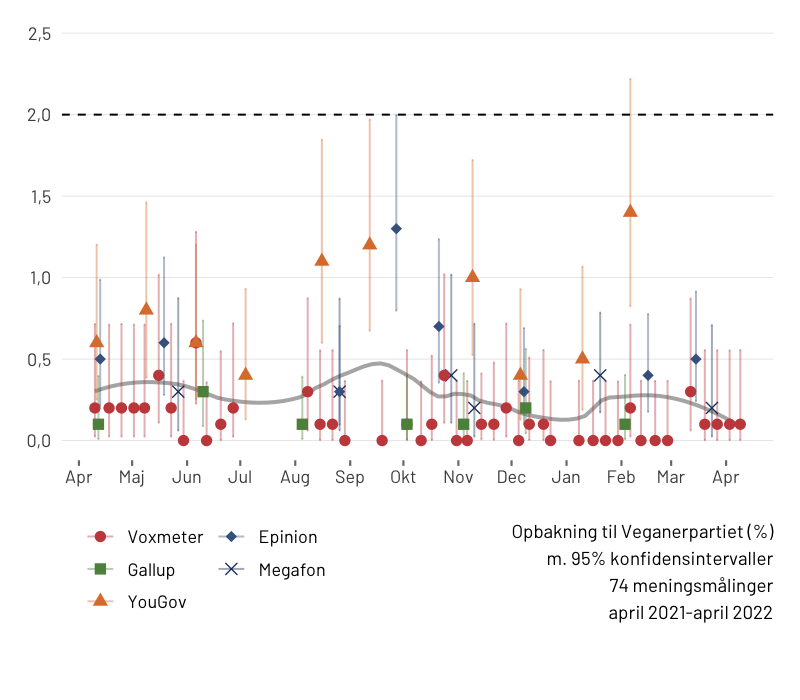 2,5
2,0
1,5
1,0
0,5
0,0
Apr Maj Jun Jul Aug Sep Okt Nov Dec Jan Feb Mar Apr
Voxmeter Epinion
Gallup Megafon
YouGov
Opbakning til Veganerpartiet (%)
m. 95% konfidensintervaller
74 meningsmålinger
april 2021-april 2022